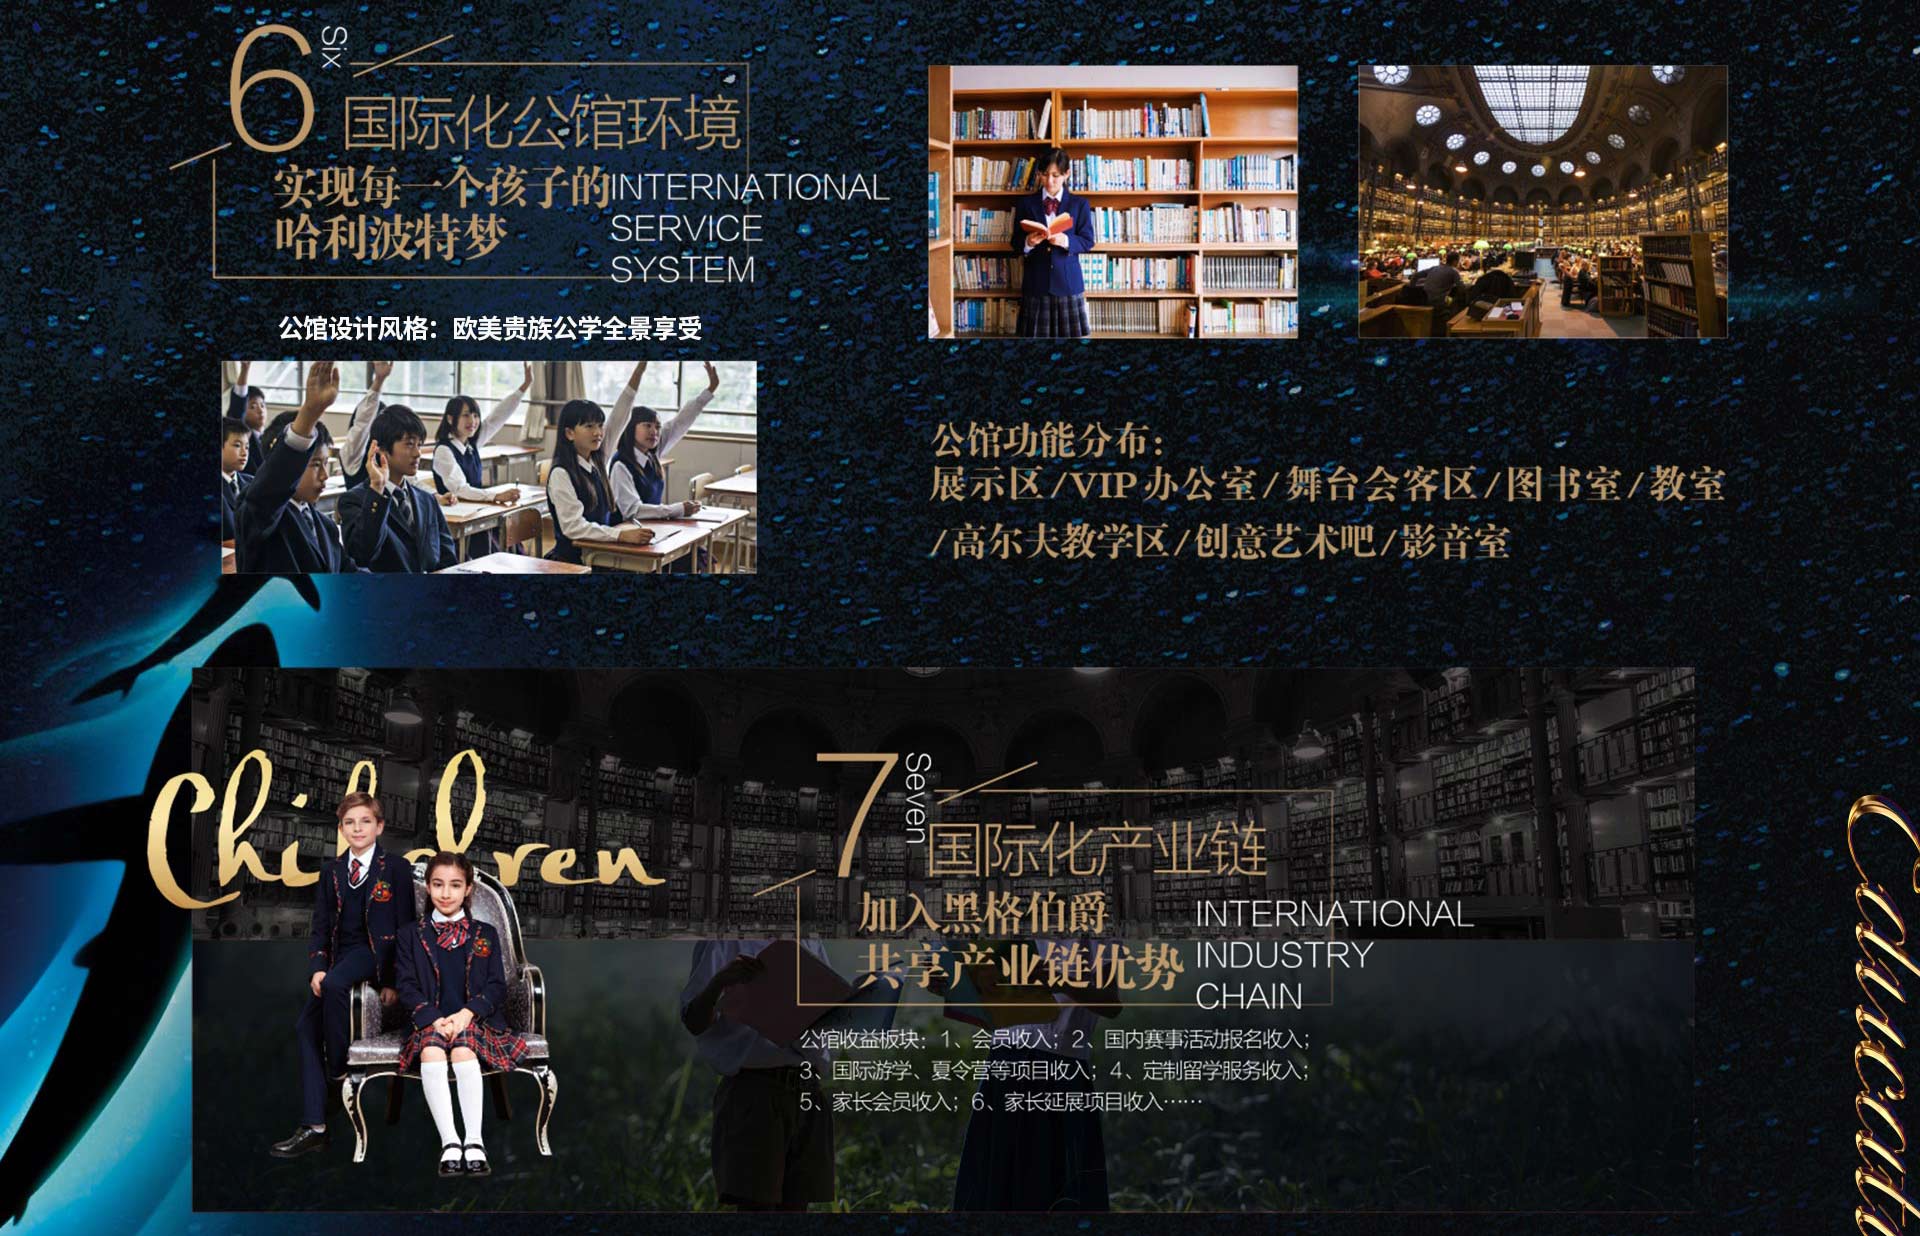 6
Six
国际化公馆环境
实现每一个孩子的
哈利波特梦
INTERNATIONAL
SERVICE
SYSTEM
公馆设计风格：欧美贵族公学全景享受
公馆功能分布：
展示区/VIP办公室/舞台会客区/图书室/教室
/高尔夫教学区/创意艺术吧/影音室
Children
7
Seven
国际化产业链
加入黑格伯爵
共享产业链优势
INTERNATIONAL
INDUSTRY
CHAIN
公馆收益板块：1、会员收入；2、国内赛事活动报名收入；
3、国际游学、夏令营等项目收入；4、定制留学服务收入；
5、家长会员收入；6、家长延展项目收入……